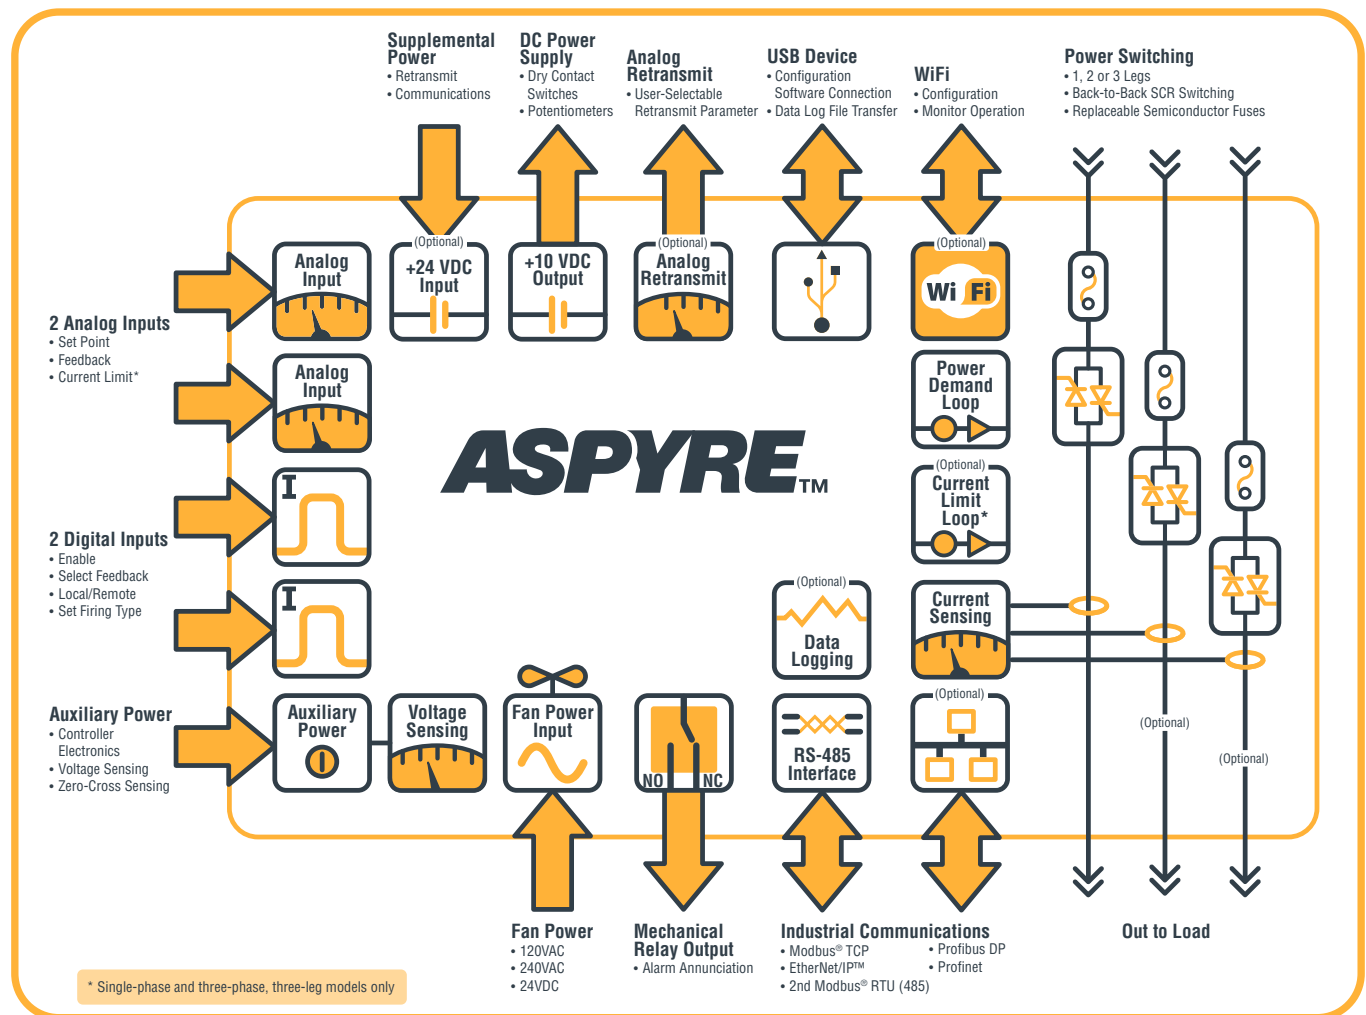 Supplemental
Power
• Retransmit
• Communications
DC Power
Supply
• Dry Contact
Switches
• Potentiometers
Analog
Retransmit
• User-Selectable
Retransmit Parameter
USB Device
• Configuration
Software Connection
• Data Log File Transfer
WiFi
• Configuration
• Monitor Operation
Power Switching
• 1, 2 or 3 Legs
• Back-to-Back SCR Switching
• Replaceable Semiconductor Fuses
2 Analog Inputs
• Set Point
• Feedback
• Current Limit*
2 Digital Inputs
• Enable
• Select Feedback
• Local/Remote
• Set Firing Type
Auxiliary Power
• Controller
Electronics
• Voltage Sensing
• Zero-Cross Sensing
Analog
Input
(Optional)
+24 VDC
Input
+10 VDC
Output
(Optional)
Analog
Retransmit
(Optional)
Wi Fi
Analog
Input
Power
Demand
Loop
ASPYRE™
(Optional)
Current
Limit
Loop*
I
I
(Optional)
Data
Logging
Current
Sensing
Auxiliary
Power
Voltage
Sensing
Fan Power
Input
NO
NC
RS-485
Interface
(Optional)
(Optional)
(Optional)
Fan Power
• 120VAC
• 240VAC
• 24VDC
Mechanical
Relay Output
• Alarm Annunciation
Industrial Communications
• Modbus® TCP
• EtherNet/IP™
• 2nd Modbus® RTU (485)
• Profibus DP
• Profinet
Out to Load
* Single-phase and three-phase, three-leg models only